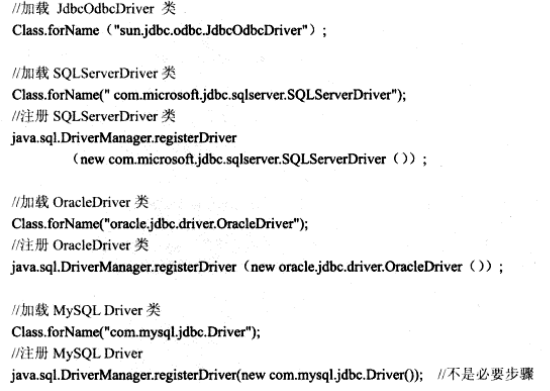 //加载 JdbcOdbcDriver 类
Class.forName（"sun.jdbc.odbc.JdbcOdbcDriver"）;
//加载 SQLServerDriver 类
Class.forName(" com.microsoft.jdbc.sqlserver.SQLServerDriver");
//注册 SQLServerDriver 类
java.sql.DriverManager.registerDriver
（new com.microsoft.jdbc.sqlserver.SQLServerDriver（））;
//加载 OracleDriver 类
Class.forName("oracle.jdbc.driver.OracleDriver");
//注册 OracleDriver 类
java.sql.DriverManager.registerDriver（new oracle.jdbc.driver.OracleDriver（））;
//加载 MySQL Driver 类
Class.forName("com.mysql.jdbc.Driver");
//注册 MySQL Driver
java.sql.DriverManager.registerDriver(new com.mysql.jdbc.Driver()); //不是必要步骤